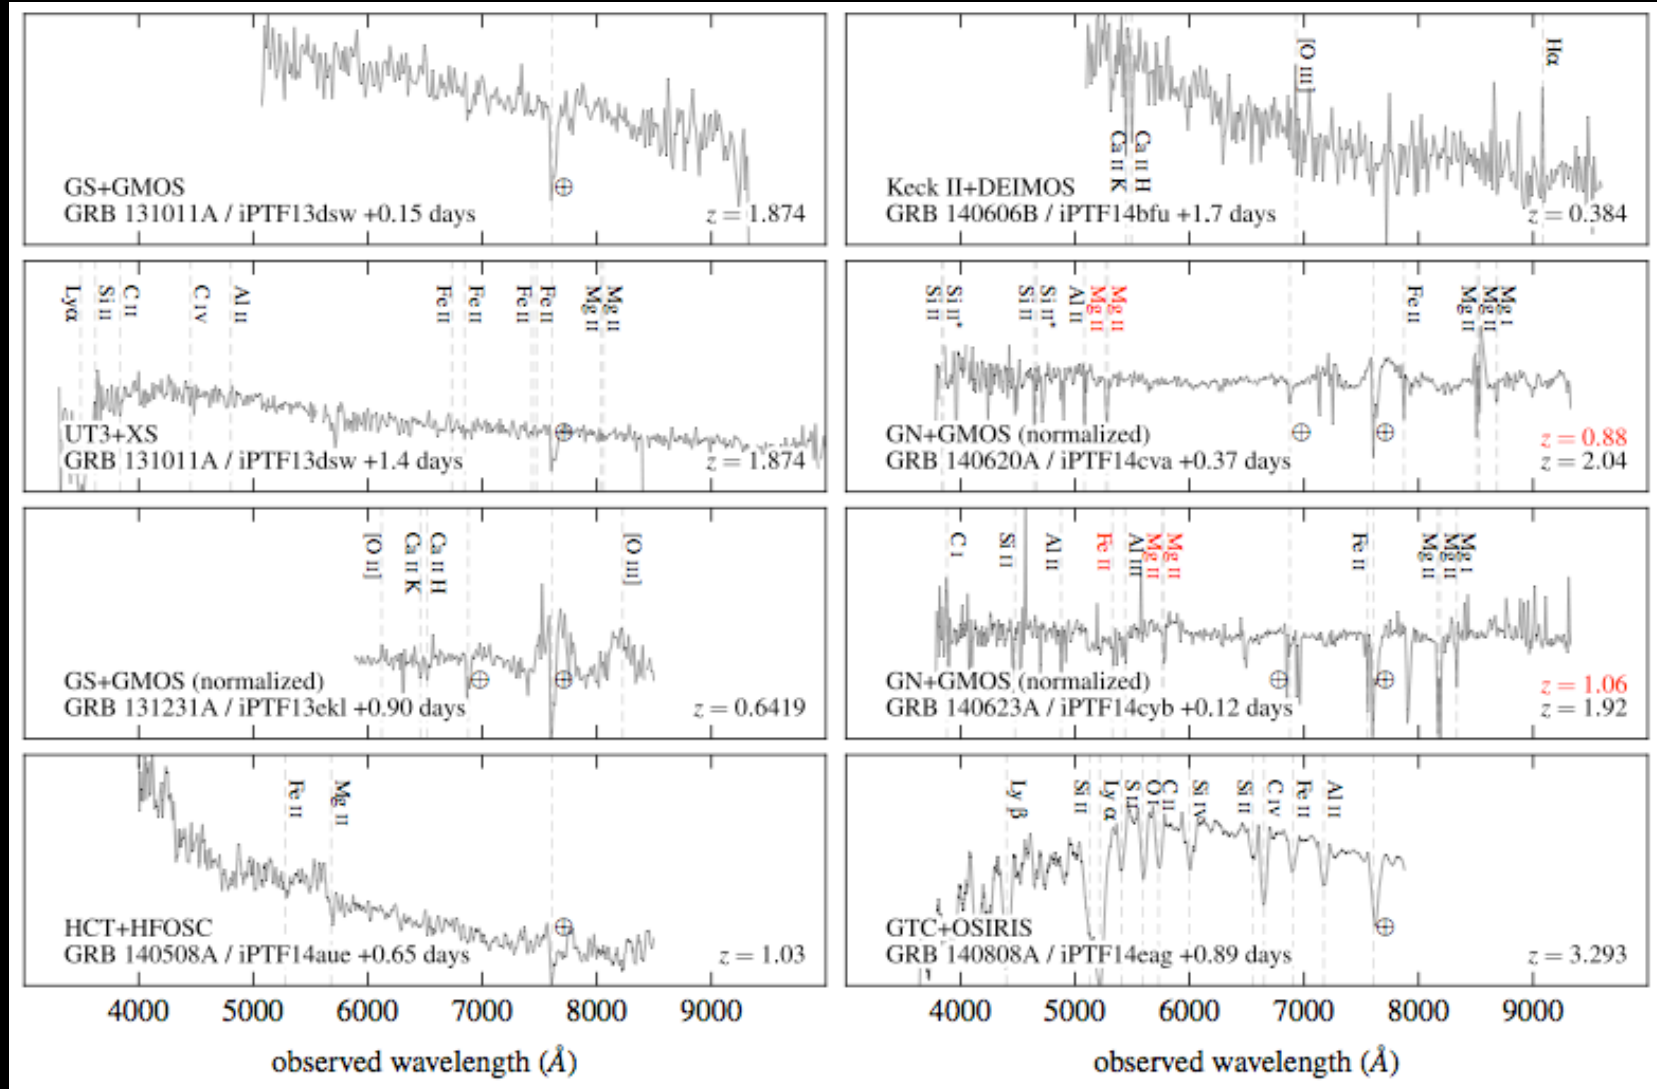 GS+GMOS
GRB 131011A / iPTF13dsw +0.15 days
z = 1.874
⊕
Lyα
Si II
C II
C IV
Al II
Fe II
Fe II
Fe II
Fe II
Mg II
Mg II
UT3+XS
GRB 131011A / iPTF13dsw +1.4 days
z = 1.874
⊕
[O II]
Ca II K
Ca II H
[O III]
GS+GMOS (normalized)
GRB 131231A / iPTF13ekl +0.90 days
z = 0.6419
⊕
⊕
Fe II
Mg II
HCT+HFOSC
GRB 140508A / iPTF14aue +0.65 days
z = 1.03
⊕
4000 5000 6000 7000 8000 9000
observed wavelength (Å)
Ca II K
Ca II H
[O III]
Hα
Keck II+DEIMOS
GRB 140606B / iPTF14bfu +1.7 days
z = 0.384
Si II
Si II*
Si II
Si II*
Al II
Mg II
Mg II
Fe II
Mg II
Mg II
Mg I
GN+GMOS (normalized)
GRB 140620A / iPTF14cva +0.37 days
z = 0.88
z = 2.04
⊕
⊕
C I
Si II
Al II
Fe II
Al III
Mg II
Mg II
Fe II
Mg II
Mg II
Mg I
GN+GMOS (normalized)
GRB 140623A / iPTF14cyb +0.12 days
z = 1.06
z = 1.92
⊕
⊕
Ly β
Si II
Ly α
S II
O I
C II
Si IV
Si II
C IV
Fe II
Al II
GTC+OSIRIS
GRB 140808A / iPTF14eag +0.89 days
z = 3.293
⊕
4000 5000 6000 7000 8000 9000
observed wavelength (Å)